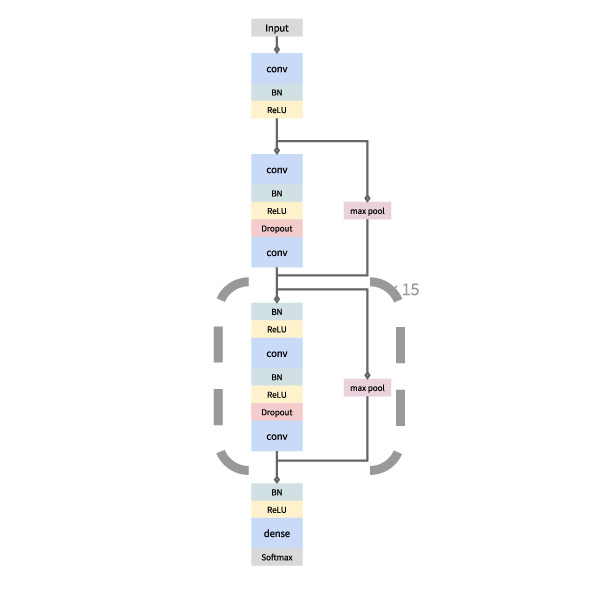 Input
conv
BN
ReLU
conv
BN
ReLU
max pool
Dropout
conv
15
BN
ReLU
conv
BN
max pool
ReLU
Dropout
conv
BN
ReLU
dense
Softmax